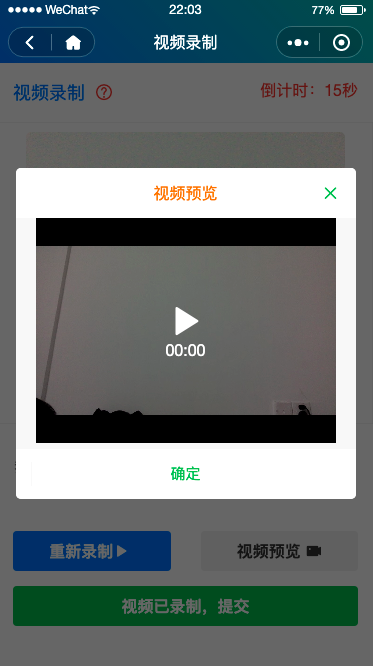 WeChat
22:03
77%
视频录制
视频录制 ?
倒计时：15秒
视频预览
00:00
确定
重新录制
视频预览
视频已录制，提交